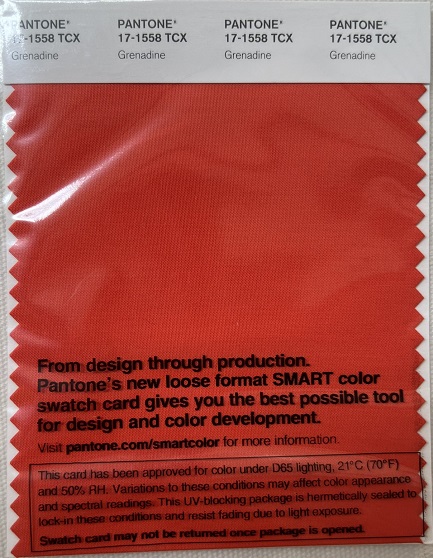 PANTONE® PANTONE® PANTONE® PANTONE®
17-1558 TCX 17-1558 TCX 17-1558 TCX 17-1558 TCX
Grenadine Grenadine Grenadine Grenadine
From design through production.
Pantone's new loose format SMART color
swatch card gives you the best possible tool
for design and color development.
Visit pantone.com/smartcolor for more information.
This card has been approved for color under D65 lighting, 21°C (70°F)
and 50% RH. Variations to these conditions may affect color appearance
and spectral readings. This UV-blocking package is hermetically sealed to
lock-in these conditions and resist fading due to light exposure.
Swatch card may not be returned once package is opened.